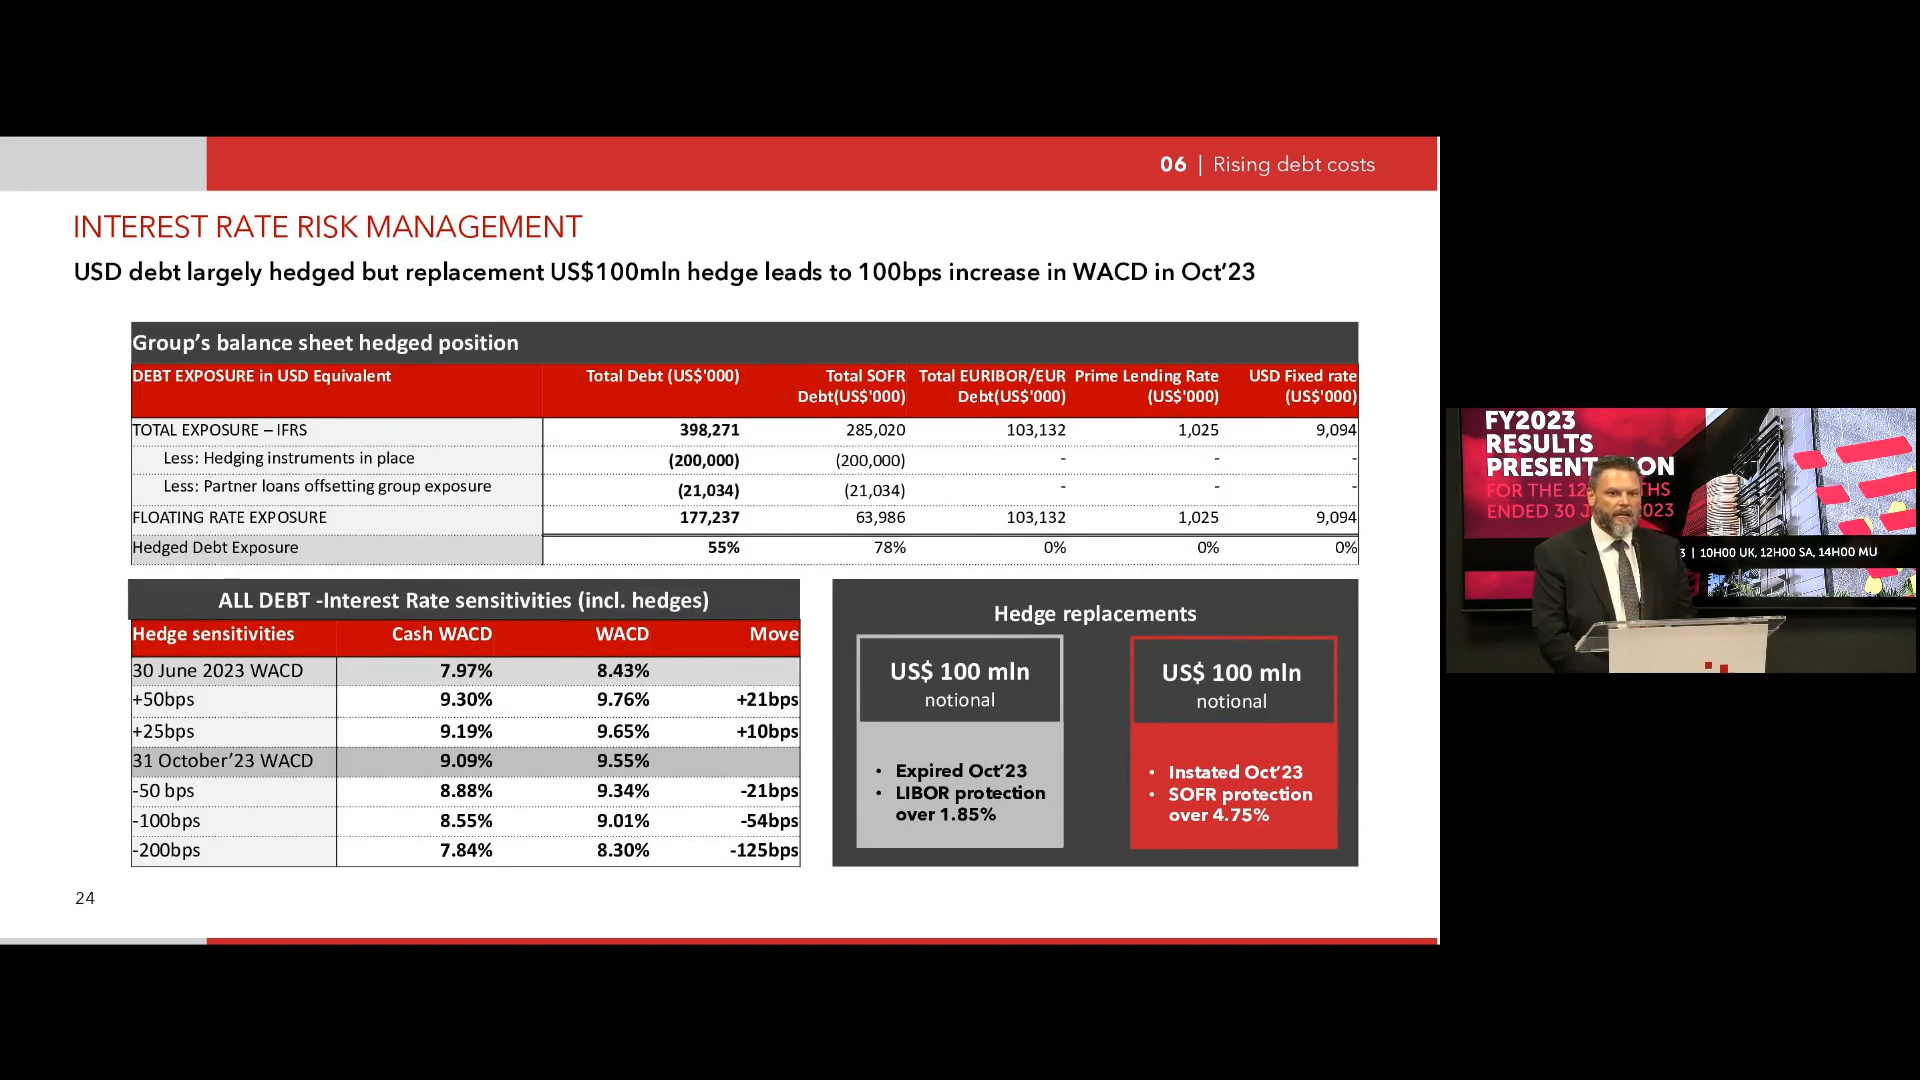 06 | Rising debt costs
INTEREST RATE RISK MANAGEMENT
USD debt largely hedged but replacement US$100mln hedge leads to 100bps increase in WACD in Oct’23
Group’s balance sheet hedged position
DEBT EXPOSURE in USD Equivalent Total Debt (US$'000) Total SOFR Debt(US$'000) Total EURIBOR/EUR Debt(US$'000) Prime Lending Rate (US$'000) USD Fixed rate (US$'000)
TOTAL EXPOSURE – IFRS 398,271 285,020 103,132 1,025 9,094
Less: Hedging instruments in place (200,000) (200,000) - - -
Less: Partner loans offsetting group exposure (21,034) (21,034) - - -
FLOATING RATE EXPOSURE 177,237 63,986 103,132 1,025 9,094
Hedged Debt Exposure 55% 78% 0% 0% 0%
ALL DEBT -Interest Rate sensitivities (incl. hedges)
Hedge sensitivities Cash WACD WACD Move
30 June 2023 WACD 7.97% 8.43%
+50bps 9.30% 9.76% +21bps
+25bps 9.19% 9.65% +10bps
31 October’23 WACD 9.09% 9.55%
-50 bps 8.88% 9.34% -21bps
-100bps 8.55% 9.01% -54bps
-200bps 7.84% 8.30% -125bps
Hedge replacements
US$ 100 mln
notional
• Expired Oct’23
• LIBOR protection
over 1.85%
US$ 100 mln
notional
• Instated Oct’23
• SOFR protection
over 4.75%
24
FY2023
RESULTS
PRESENT ON
FOR THE 12 THS
ENDED 30 J 2023
3 | 10H00 UK, 12H00 SA, 14H00 MU